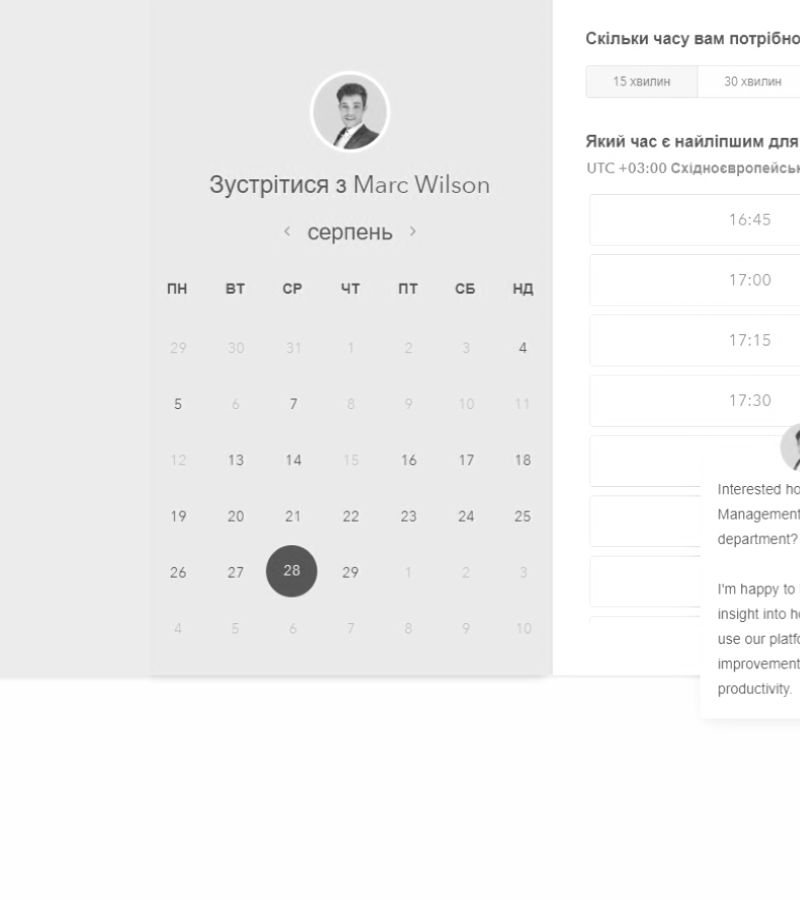 Зустрітися з Marc Wilson
‹ серпень ›
ПН ВТ СР ЧТ ПТ СБ НД
29 30 31 1 2 3 4
5 6 7 8 9 10 11
12 13 14 15 16 17 18
19 20 21 22 23 24 25
26 27 28 29 1 2 3
4 5 6 7 8 9 10
Скільки часу вам потрібно
15 хвилин 30 хвилин
Який час є найліпшим для
UTC +03:00 Східноєвропейськ
16:45
17:00
17:15
17:30
Interested ho
Management
department?
I'm happy to
insight into h
use our platfo
improvement
productivity.